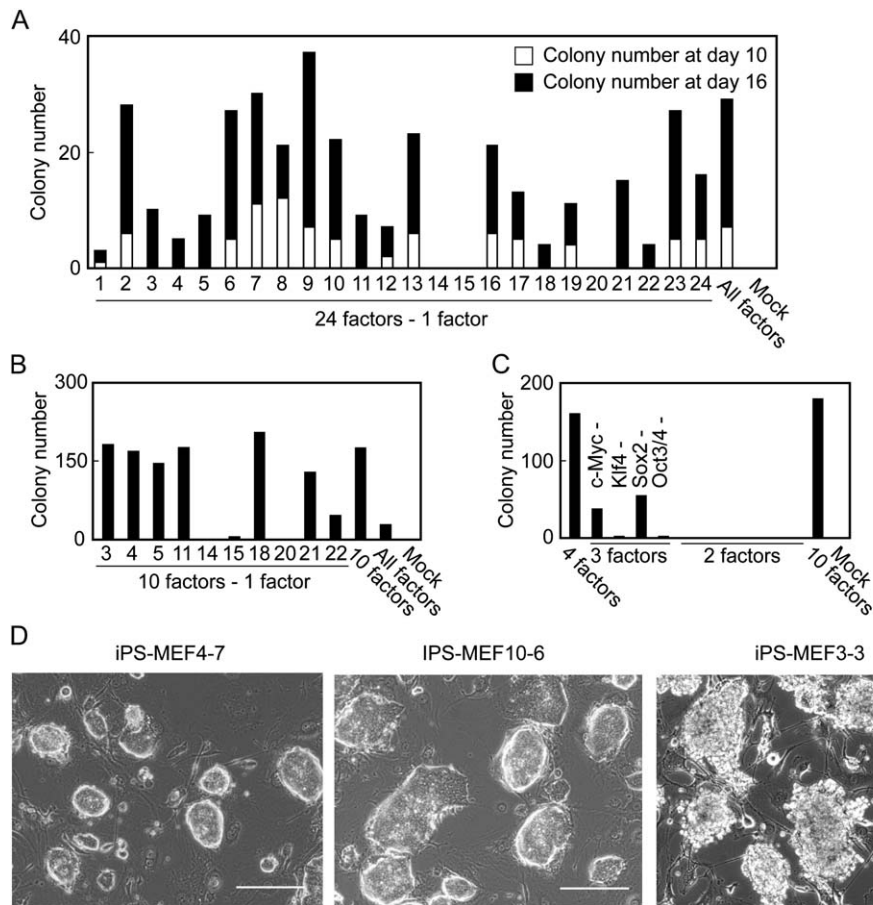 A
40
Colony number at day 10
Colony number at day 16
Colony number
20
0
1 2 3 4 5 6 7 8 9 10 11 12 13 14 15 16 17 18 19 20 21 22 23 24 All factors Mock
24 factors - 1 factor
B
300
Colony number
150
0
3 4 5 11 14 15 18 20 21 22 10 factors All factors Mock
10 factors - 1 factor
C
200
Colony number
100
0
c-Myc -
Klf4 -
Sox2 -
Oct3/4 -
4 factors 3 factors 2 factors 10 factors Mock
D
iPS-MEF4-7
IPS-MEF10-6
iPS-MEF3-3